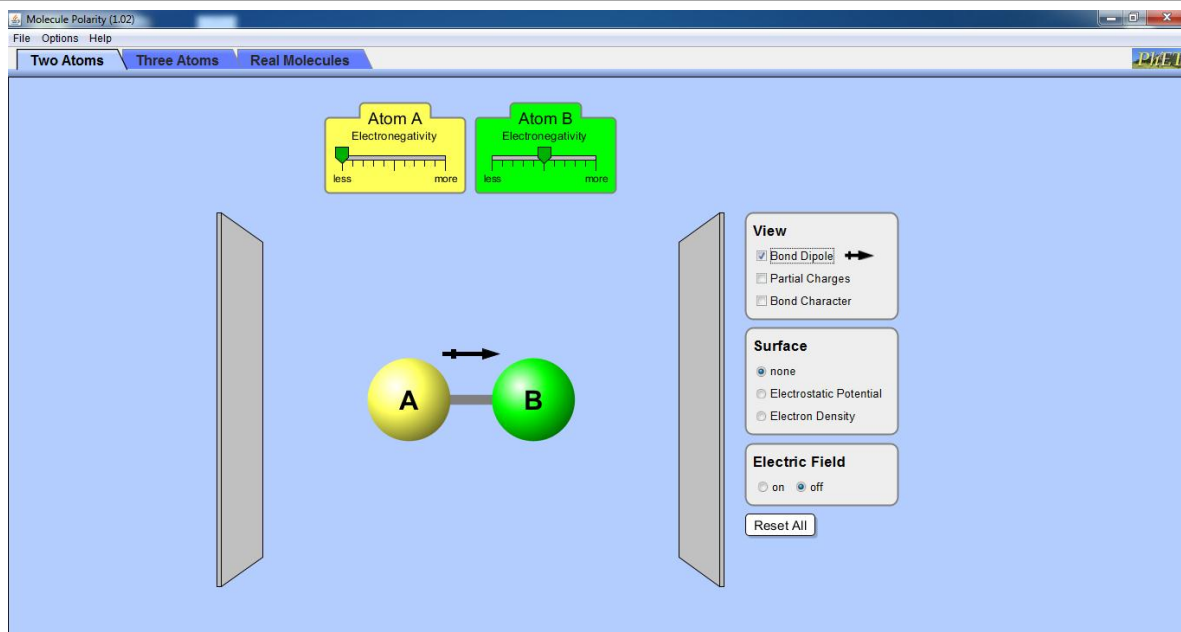 Molecule Polarity (1.02)
File Options Help
Two Atoms Three Atoms Real Molecules
PhET
Atom A
Electronegativity
less more
Atom B
Electronegativity
less more
View
Bond Dipole
Partial Charges
Bond Character
A B
Surface
none
Electrostatic Potential
Electron Density
Electric Field
on off
Reset All